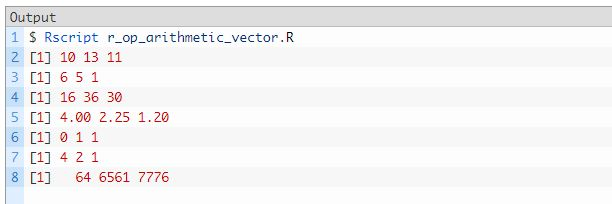 Output
1 $ Rscript r_op_arithmetic_vector.R
2 [1] 10 13 11
3 [1] 6 5 1
4 [1] 16 36 30
5 [1] 4.00 2.25 1.20
6 [1] 0 1 1
7 [1] 4 2 1
8 [1]   64 6561 7776